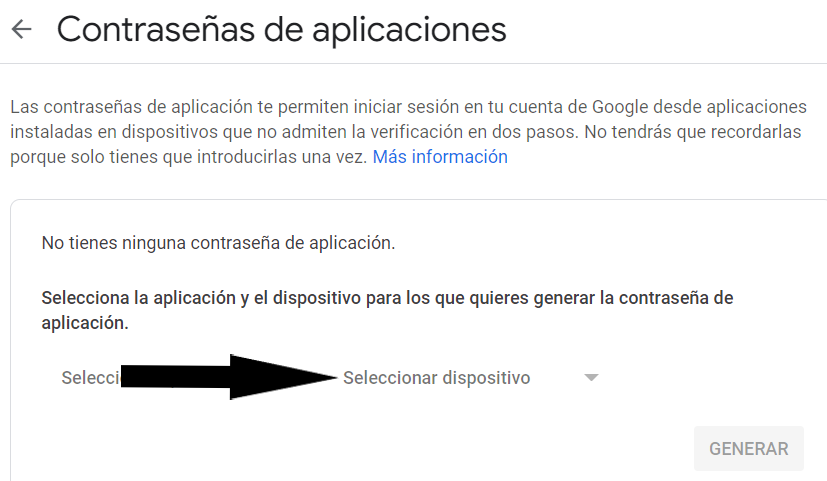 Contraseñas de aplicaciones
Las contraseñas de aplicación te permiten iniciar sesión en tu cuenta de Google desde aplicaciones
instaladas en dispositivos que no admiten la verificación en dos pasos. No tendrás que recordarlas
porque solo tienes que introducirlas una vez. Más información
No tienes ninguna contraseña de aplicación.
Selecciona la aplicación y el dispositivo para los que quieres generar la contraseña de
aplicación.
Seleccionar dispositivo
GENERAR